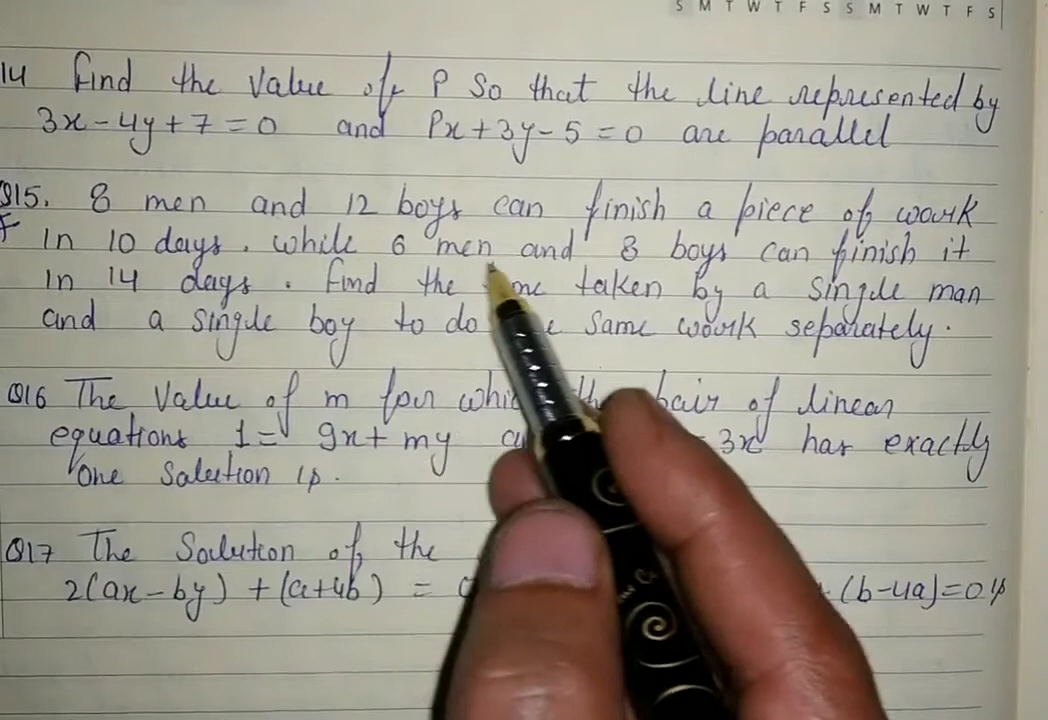 S M T W T F S S M T W T F S
14 find the value of P So that the line represented by
3x-4y+7=0 and Px+3y-5=0 are parallel
Q15. 8 men and 12 boys can finish a piece of work
In 10 days. while 6 men and 8 boys can finish it
in 14 days. find the taken by a single man
and a single boy to do same work separately.
Q16 The value of m for pair of linear
equations 1= 9x+my 3x has exactly
one Solution is.
Q17 The Solution of the
2(ax-by)+(a+4b) = (b-4a)=0 is